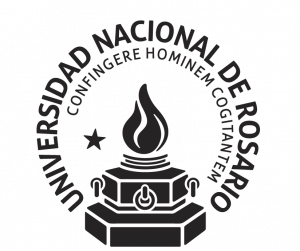 UNIVERSIDAD NACIONAL DE ROSARIO
CONFINGERE HOMINEM COGITANTEM